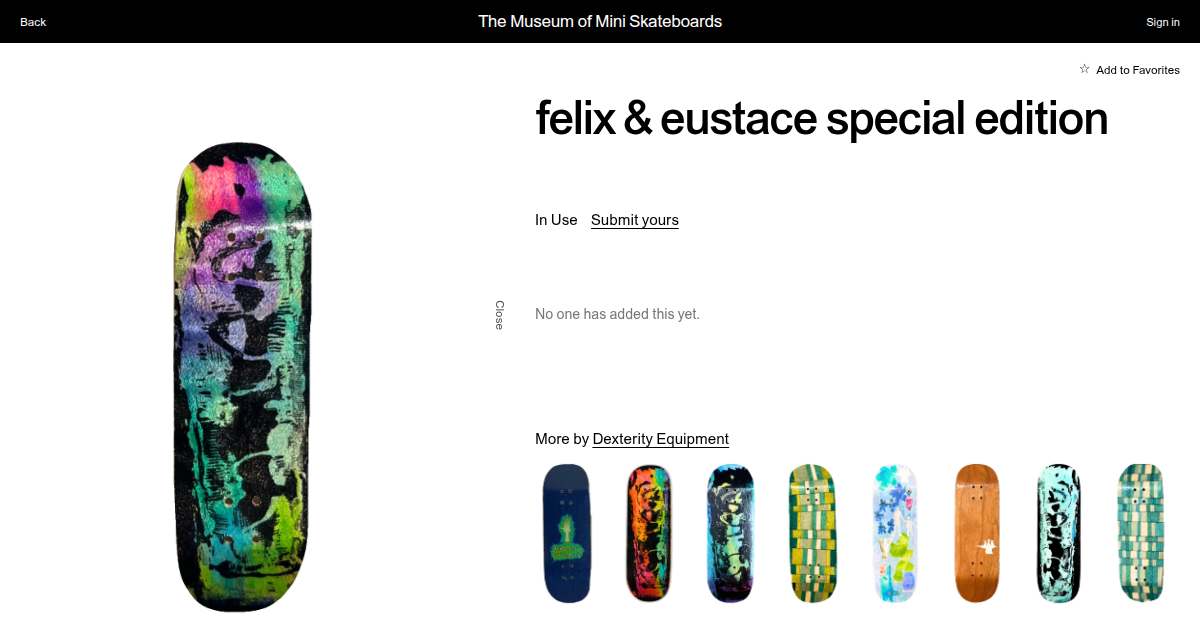 Back
The Museum of Mini Skateboards
Sign in
☆ Add to Favorites
felix & eustace special edition
In Use Submit yours
Close
No one has added this yet.
More by Dexterity Equipment